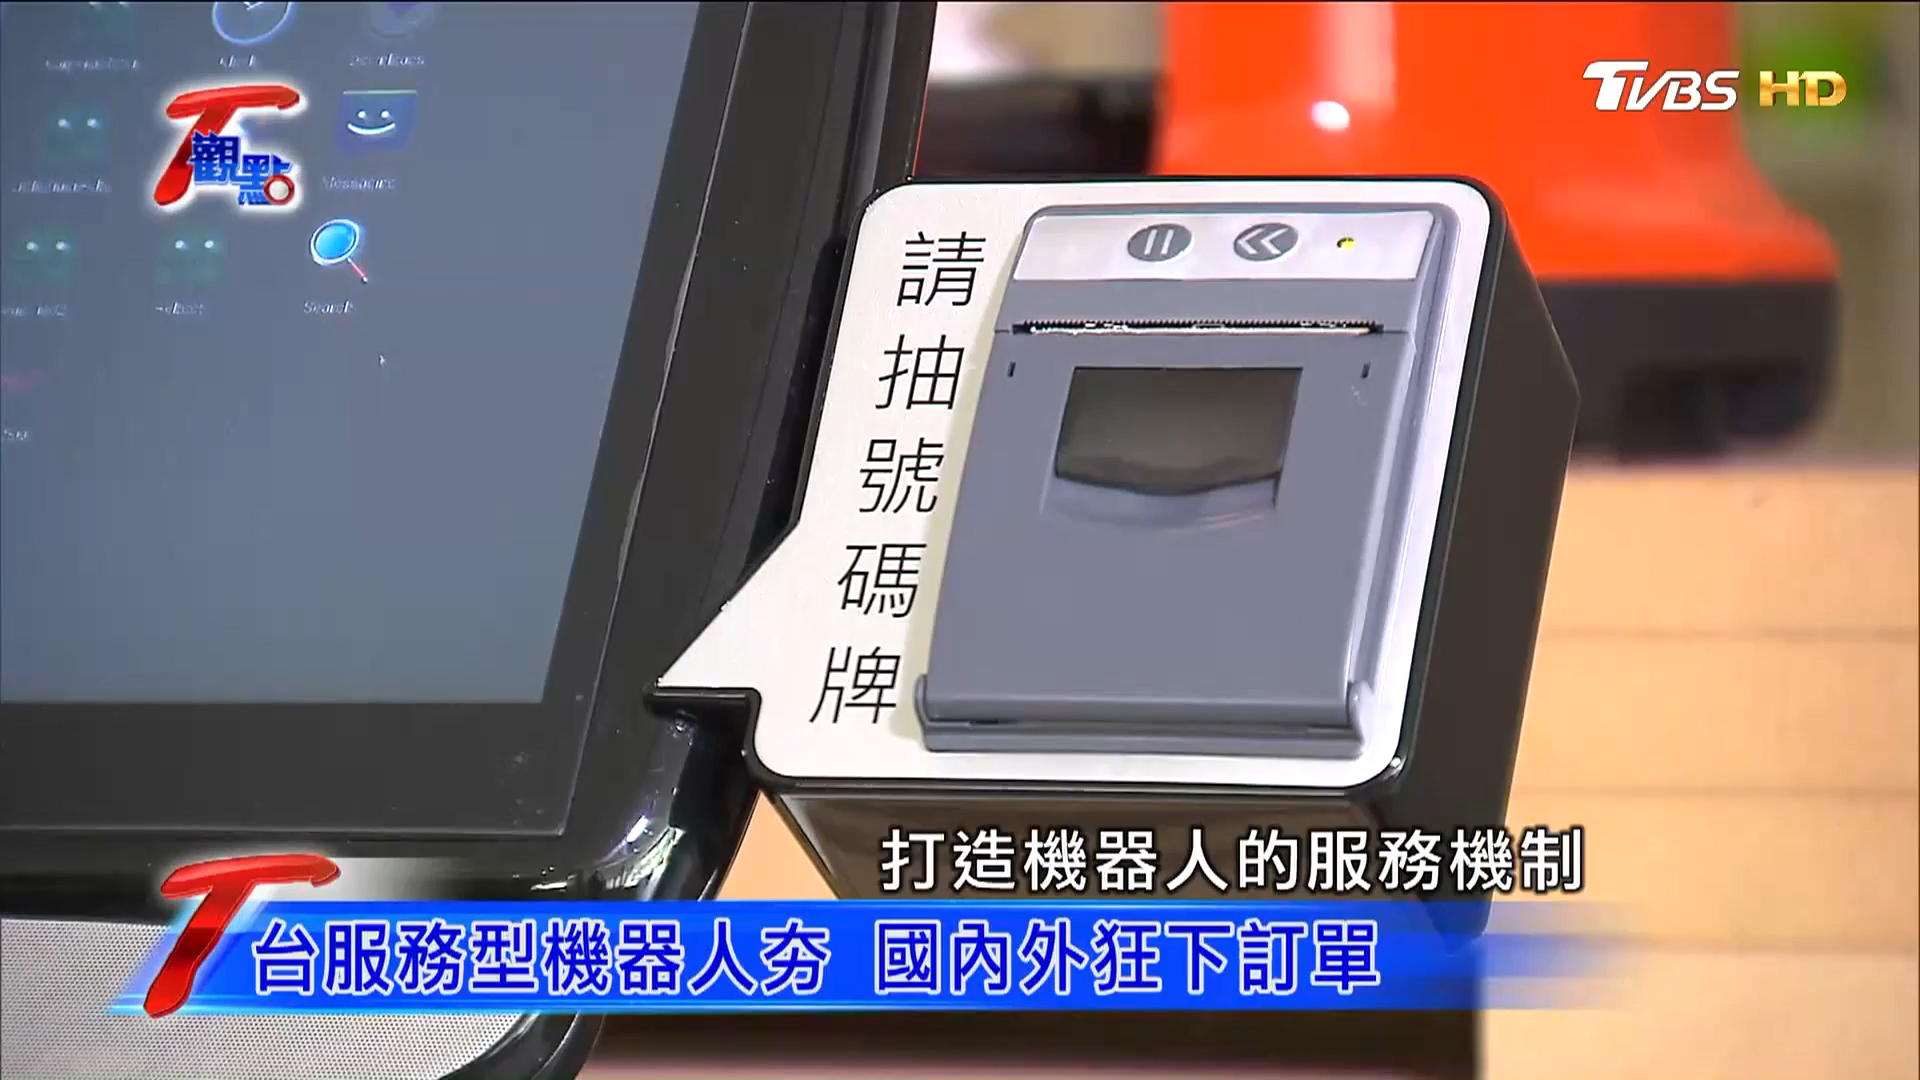 TVBS HD
T觀點
Messaging
Search
請抽號碼牌
打造機器人的服務機制
台服務型機器人夯 國內外狂下訂單